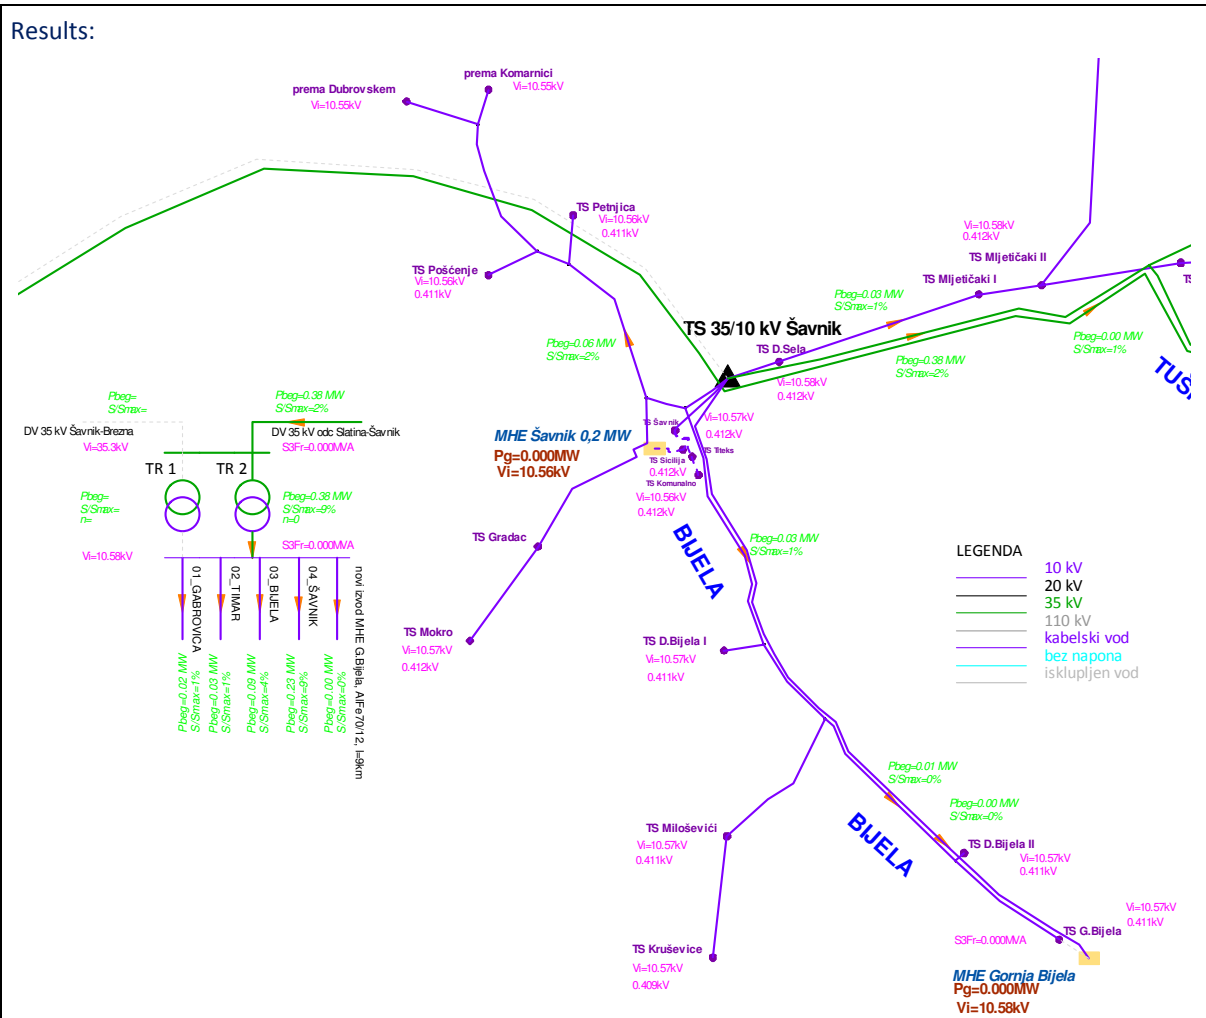 Results:
prema Komarnici
Vi=10.55kV
prema Dubrovskem
Vi=10.55kV
TS Petnjica
Vi=10.56kV
0.411kV
TS Pošćenje
Vi=10.56kV
0.411kV
Vi=10.58kV
0.412kV
TS Mljetičaki II
TS Mljetičaki I
Pbeg=0.03 MW
S/Smax=1%
TS 35/10 kV Šavnik
TS D.Sela
Vi=10.58kV
0.412kV
Pbeg=0.06 MW
S/Smax=2%
Pbeg=0.38 MW
S/Smax=2%
Pbeg=0.00 MW
S/Smax=1%
TUŠ
Pbeg=
S/Smax=
DV 35 kV Šavnik-Brezna
Vi=35.3kV
Pbeg=0.38 MW
S/Smax=2%
DV 35 kV odc Slatina-Šavnik
S3Fr=0.000MVA
TR 1
TR 2
Pbeg=
S/Smax=
n=
Pbeg=0.38 MW
S/Smax=9%
n=0
S3Fr=0.000MVA
Vi=10.58kV
01_GABROVICA
02_TIMAR
03_BIJELA
04_ŠAVNIK
novi izvod MHE G.Bijela, AlFe70/12, l=9km
Pbeg=0.02 MW
S/Smax=1%
Pbeg=0.03 MW
S/Smax=1%
Pbeg=0.09 MW
S/Smax=4%
Pbeg=0.23 MW
S/Smax=9%
Pbeg=0.00 MW
S/Smax=0%
MHE Šavnik 0,2 MW
Pg=0.000MW
Vi=10.56kV
TS Šavnik
Vi=10.57kV
0.412kV
TS Titeks
TS Sicilija
0.412kV
TS Komunalno
Vi=10.56kV
0.412kV
TS Gradac
TS Mokro
Vi=10.57kV
0.412kV
BIJELA
Pbeg=0.03 MW
S/Smax=1%
TS D.Bijela I
Vi=10.57kV
0.411kV
LEGENDA
10 kV
20 kV
35 kV
110 kV
kabelski vod
bez napona
isklupljen vod
Pbeg=0.01 MW
S/Smax=0%
Pbeg=0.00 MW
S/Smax=0%
BIJELA
TS Miloševići
Vi=10.57kV
0.411kV
TS D.Bijela II
Vi=10.57kV
0.411kV
TS Kruševice
Vi=10.57kV
0.409kV
Vi=10.57kV
0.411kV
TS G.Bijela
S3Fr=0.000MVA
MHE Gornja Bijela
Pg=0.000MW
Vi=10.58kV